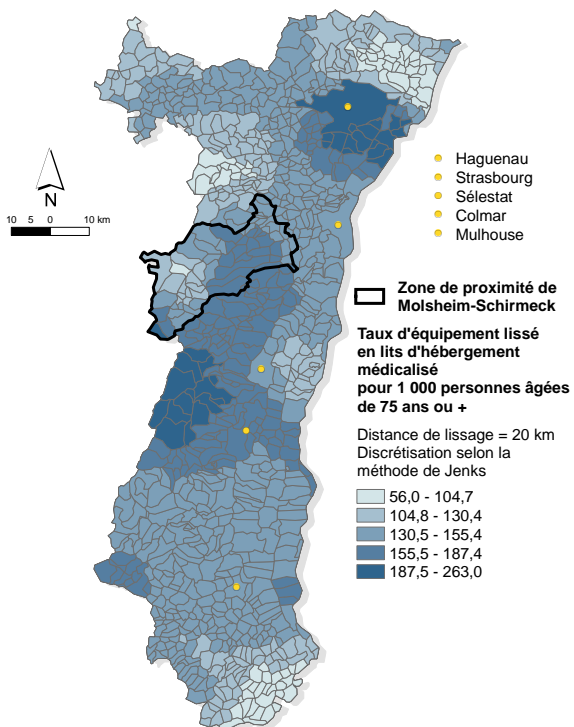 N
10 5 0 10 km
Haguenau
Strasbourg
Sélestat
Colmar
Mulhouse
Zone de proximité de
Molsheim-Schirmeck
Taux d'équipement lissé
en lits d'hébergement
médicalisé
pour 1 000 personnes âgées
de 75 ans ou +
Distance de lissage = 20 km
Discrétisation selon la
méthode de Jenks
56,0 - 104,7
104,8 - 130,4
130,5 - 155,4
155,5 - 187,4
187,5 - 263,0